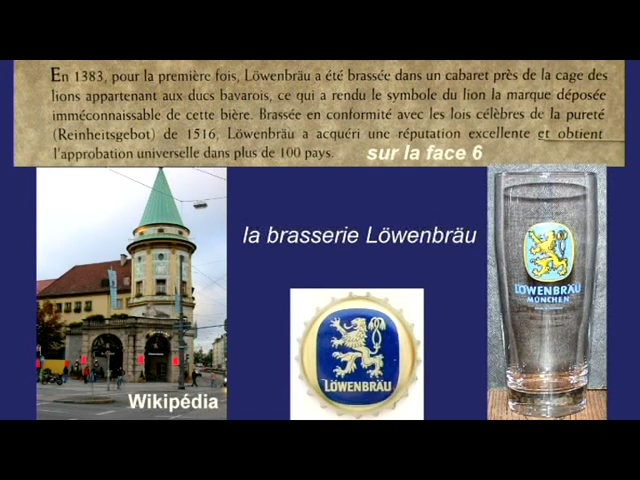 En 1383, pour la première fois, Löwenbräu a été brassée dans un cabaret près de la cage des
lions appartenant aux ducs bavarois, ce qui a rendu le symbole du lion la marque déposée
imméconnaissable de cette bière. Brassée en conformité avec les lois célèbres de la pureté
(Reinheitsgebot) de 1516, Löwenbräu a acquéri une réputation excellente et obtient
l'approbation universelle dans plus de 100 pays.
sur la face 6
la brasserie Löwenbräu
LÖWENBRÄU
MÜNCHEN
LÖWENBRÄU
Wikipédia